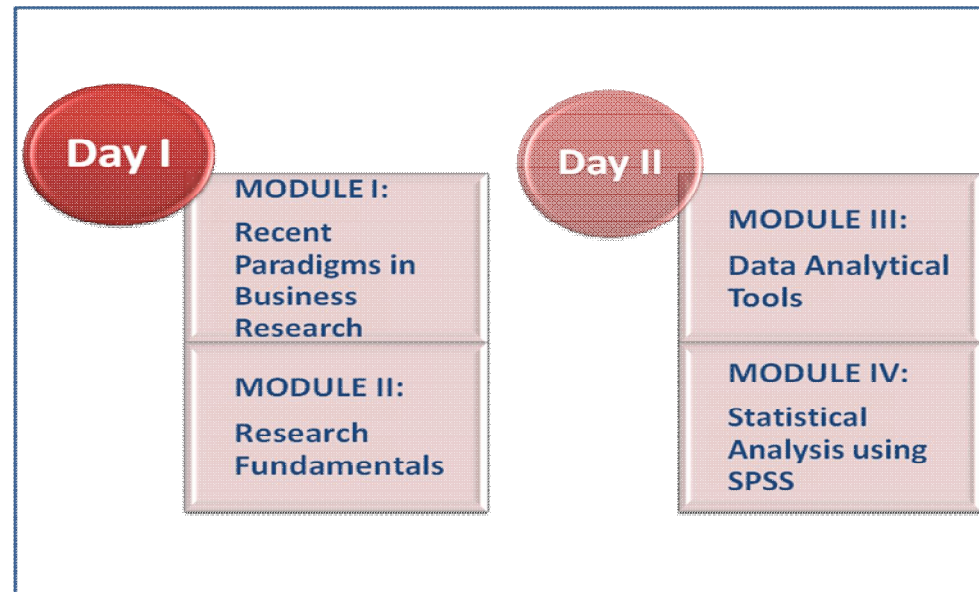 Day I
MODULE I:
Recent
Paradigms in
Business
Research
MODULE II:
Research
Fundamentals
Day II
MODULE III:
Data Analytical
Tools
MODULE IV:
Statistical
Analysis using
SPSS